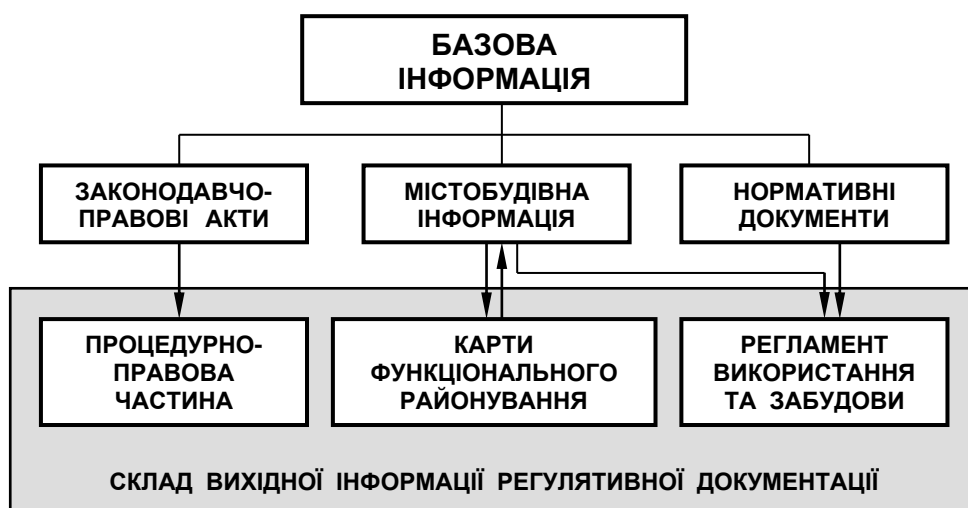 БАЗОВА
ІНФОРМАЦІЯ
ЗАКОНОДАВЧО-
ПРАВОВІ АКТИ
МІСТОБУДІВНА
ІНФОРМАЦІЯ
НОРМАТИВНІ
ДОКУМЕНТИ
ПРОЦЕДУРНО-
ПРАВОВА
ЧАСТИНА
КАРТИ
ФУНКЦІОНАЛЬНОГО
РАЙОНУВАННЯ
РЕГЛАМЕНТ
ВИКОРИСТАННЯ
ТА ЗАБУДОВИ
СКЛАД ВИХІДНОЇ ІНФОРМАЦІЇ РЕГУЛЯТИВНОЇ ДОКУМЕНТАЦІЇ